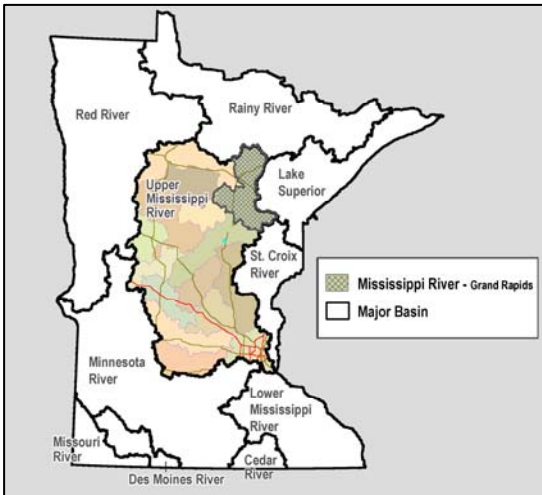 Rainy River
Red River
Lake
Superior
Upper
Mississippi
River
St. Croix
River
Mississippi River - Grand Rapids
Major Basin
Minnesota
River
Lower
Mississippi
River
Missouri
River
Cedar
River
Des Moines River